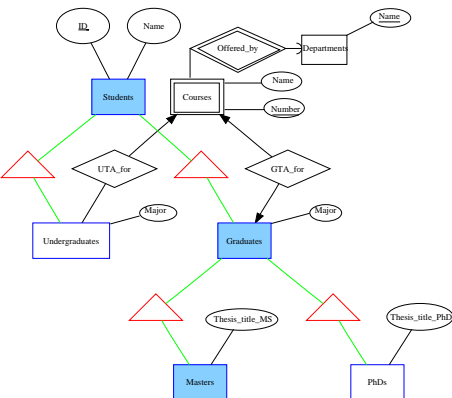 Name
ID
Name
Offered_by
Departments
Name
Students
Courses
Number
UTA_for
GTA_for
Major
Major
Undergraduates
Graduates
Thesis_title_MS
Thesis_title_PhD
Masters
PhDs